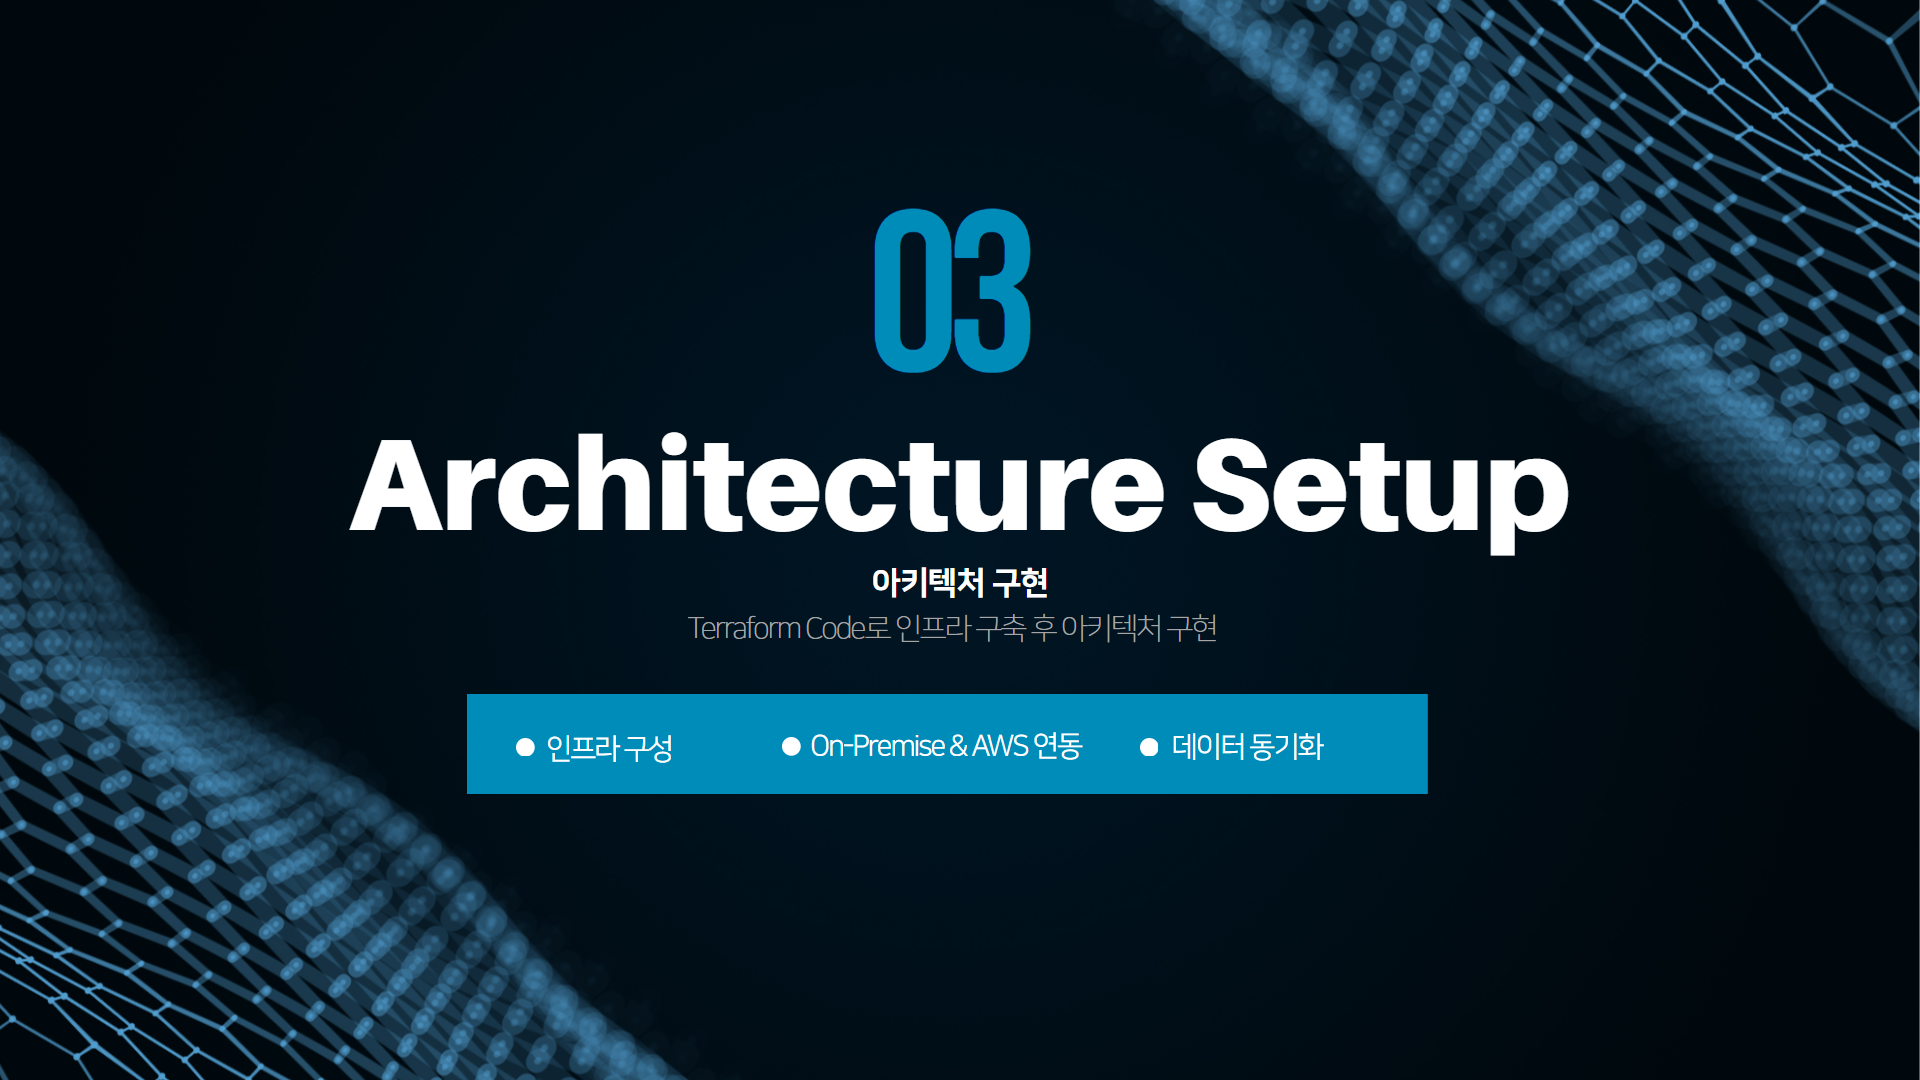 03
Architecture Setup
아키텍처 구현
Terraform Code로 인프라 구축 후 아키텍처 구현
● 인프라 구성 ● On-Premise & AWS 연동 ● 데이터 동기화